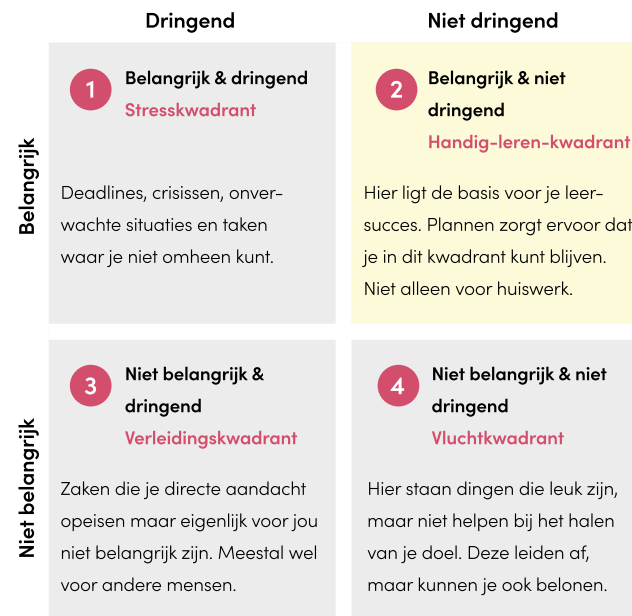 Dringend
Niet dringend
Belangrijk
1
Belangrijk & dringend
Stresskwadrant
Deadlines, crisissen, onver-
wachte situaties en taken
waar je niet omheen kunt.
2
Belangrijk & niet
dringend
Handig-leren-kwadrant
Hier ligt de basis voor je leer-
succes. Plannen zorgt ervoor dat
je in dit kwadrant kunt blijven.
Niet alleen voor huiswerk.
Niet belangrijk
3
Niet belangrijk &
dringend
Verleidingskwadrant
Zaken die je directe aandacht
opeisen maar eigenlijk voor jou
niet belangrijk zijn. Meestal wel
voor andere mensen.
4
Niet belangrijk & niet
dringend
Vluchtkwadrant
Hier staan dingen die leuk zijn,
maar niet helpen bij het halen
van je doel. Deze leiden af,
maar kunnen je ook belonen.